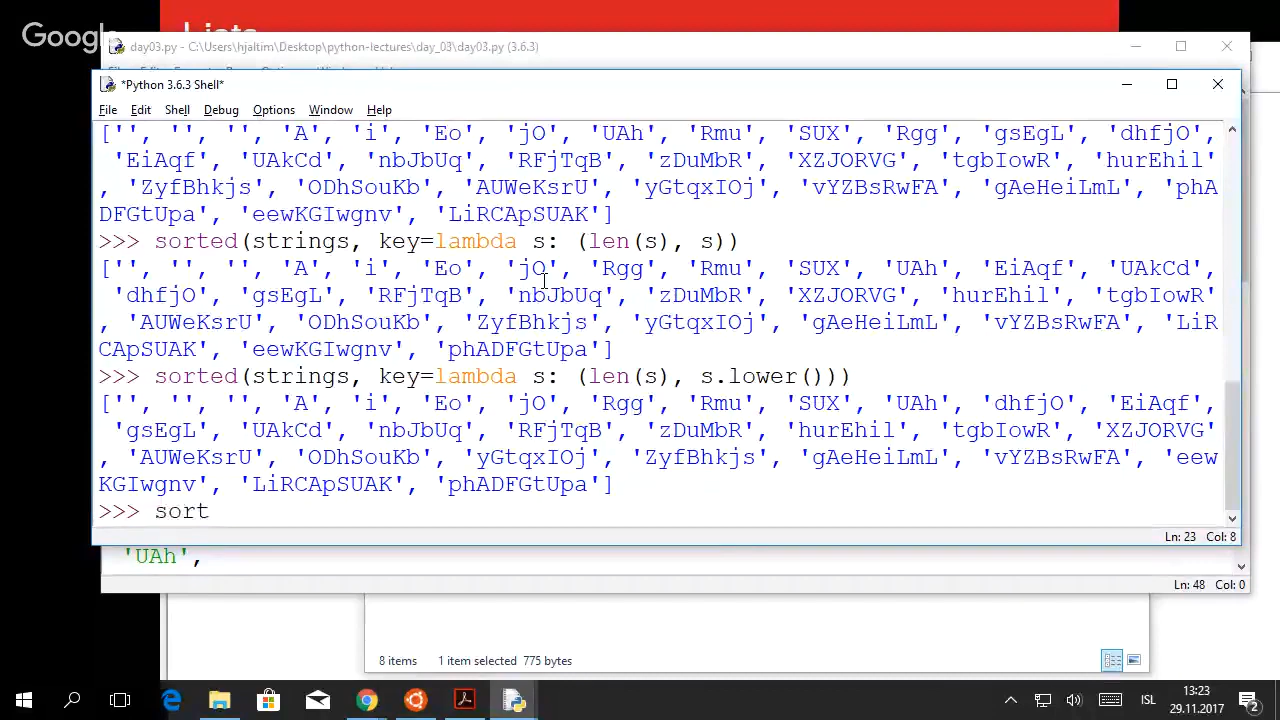 Google
Lists
day03.py - C:\Users\hjaltim\Desktop\python-lectures\day_03\day03.py (3.6.3)
*Python 3.6.3 Shell*
File Edit Shell Debug Options Window Help
['', '', '', 'A', 'i', 'Eo', 'jO', 'UAh', 'Rmu', 'SUX', 'Rgg', 'gsEgL', 'dhfjO',
'EiAqf', 'UAkCd', 'nbJbUq', 'RFjTqB', 'zDuMbR', 'XZJORVG', 'tgbIowR', 'hurEhil'
, 'ZyfBhkjs', 'ODhSouKb', 'AUWeKsrU', 'yGtqxIOj', 'vYZBsRwFA', 'gAeHeiLmL', 'phA
DFGtUpa', 'eewKGIwgnv', 'LiRCApSUAK']
>>> sorted(strings, key=lambda s: (len(s), s))
['', '', '', 'A', 'i', 'Eo', 'jO', 'Rgg', 'Rmu', 'SUX', 'UAh', 'EiAqf', 'UAkCd',
'dhfjO', 'gsEgL', 'RFjTqB', 'nbJbUq', 'zDuMbR', 'XZJORVG', 'hurEhil', 'tgbIowR'
, 'AUWeKsrU', 'ODhSouKb', 'ZyfBhkjs', 'yGtqxIOj', 'gAeHeiLmL', 'vYZBsRwFA', 'LiR
CApSUAK', 'eewKGIwgnv', 'phADFGtUpa']
>>> sorted(strings, key=lambda s: (len(s), s.lower()))
['', '', '', 'A', 'i', 'Eo', 'jO', 'Rgg', 'Rmu', 'SUX', 'UAh', 'dhfjO', 'EiAqf',
'gsEgL', 'UAkCd', 'nbJbUq', 'RFjTqB', 'zDuMbR', 'hurEhil', 'tgbIowR', 'XZJORVG'
, 'AUWeKsrU', 'ODhSouKb', 'yGtqxIOj', 'ZyfBhkjs', 'gAeHeiLmL', 'vYZBsRwFA', 'eew
KGIwgnv', 'LiRCApSUAK', 'phADFGtUpa']
>>> sort
Ln: 23 Col: 8
'UAh',
Ln: 48 Col: 0
8 items 1 item selected 775 bytes
ISL
13:23
29.11.2017
2